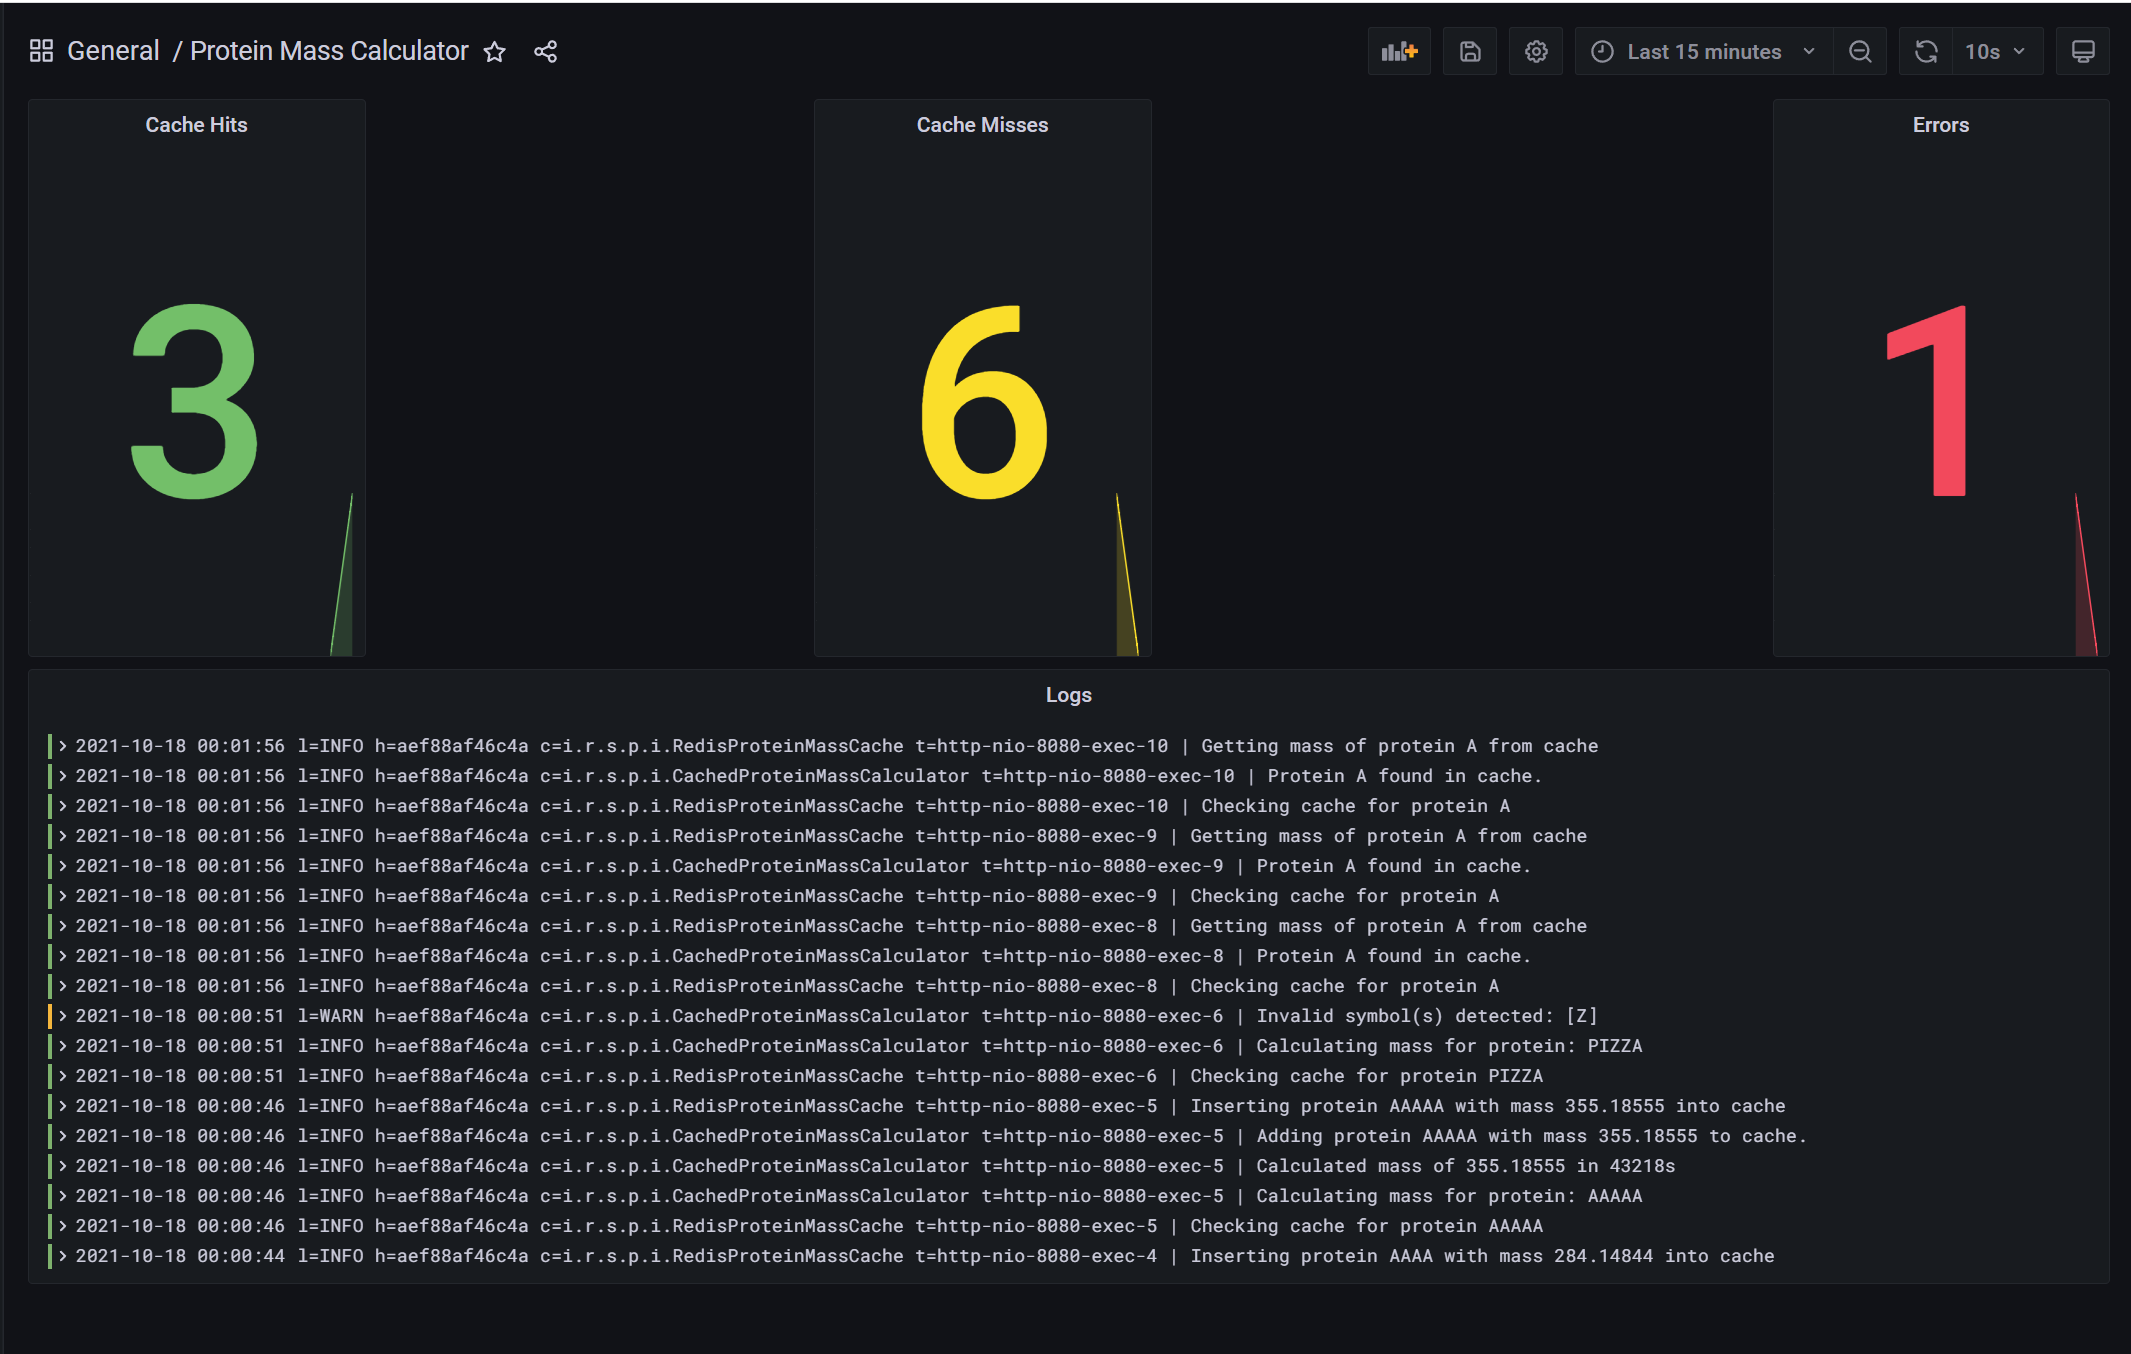 General / Protein Mass Calculator
Last 15 minutes
10s
Cache Hits
Cache Misses
Errors
3
6
1
Logs
2021-10-18 00:01:56 l=INFO h=aef88af46c4a c=i.r.s.p.i.RedisProteinMassCache t=http-nio-8080-exec-10 | Getting mass of protein A from cache
2021-10-18 00:01:56 l=INFO h=aef88af46c4a c=i.r.s.p.i.CachedProteinMassCalculator t=http-nio-8080-exec-10 | Protein A found in cache.
2021-10-18 00:01:56 l=INFO h=aef88af46c4a c=i.r.s.p.i.RedisProteinMassCache t=http-nio-8080-exec-10 | Checking cache for protein A
2021-10-18 00:01:56 l=INFO h=aef88af46c4a c=i.r.s.p.i.RedisProteinMassCache t=http-nio-8080-exec-9 | Getting mass of protein A from cache
2021-10-18 00:01:56 l=INFO h=aef88af46c4a c=i.r.s.p.i.CachedProteinMassCalculator t=http-nio-8080-exec-9 | Protein A found in cache.
2021-10-18 00:01:56 l=INFO h=aef88af46c4a c=i.r.s.p.i.RedisProteinMassCache t=http-nio-8080-exec-9 | Checking cache for protein A
2021-10-18 00:01:56 l=INFO h=aef88af46c4a c=i.r.s.p.i.RedisProteinMassCache t=http-nio-8080-exec-8 | Getting mass of protein A from cache
2021-10-18 00:01:56 l=INFO h=aef88af46c4a c=i.r.s.p.i.CachedProteinMassCalculator t=http-nio-8080-exec-8 | Protein A found in cache.
2021-10-18 00:01:56 l=INFO h=aef88af46c4a c=i.r.s.p.i.RedisProteinMassCache t=http-nio-8080-exec-8 | Checking cache for protein A
2021-10-18 00:00:51 l=WARN h=aef88af46c4a c=i.r.s.p.i.CachedProteinMassCalculator t=http-nio-8080-exec-6 | Invalid symbol(s) detected: [Z]
2021-10-18 00:00:51 l=INFO h=aef88af46c4a c=i.r.s.p.i.CachedProteinMassCalculator t=http-nio-8080-exec-6 | Calculating mass for protein: PIZZA
2021-10-18 00:00:51 l=INFO h=aef88af46c4a c=i.r.s.p.i.RedisProteinMassCache t=http-nio-8080-exec-6 | Checking cache for protein PIZZA
2021-10-18 00:00:46 l=INFO h=aef88af46c4a c=i.r.s.p.i.RedisProteinMassCache t=http-nio-8080-exec-5 | Inserting protein AAAAA with mass 355.18555 into cache
2021-10-18 00:00:46 l=INFO h=aef88af46c4a c=i.r.s.p.i.CachedProteinMassCalculator t=http-nio-8080-exec-5 | Adding protein AAAAA with mass 355.18555 to cache.
2021-10-18 00:00:46 l=INFO h=aef88af46c4a c=i.r.s.p.i.CachedProteinMassCalculator t=http-nio-8080-exec-5 | Calculated mass of 355.18555 in 43218s
2021-10-18 00:00:46 l=INFO h=aef88af46c4a c=i.r.s.p.i.CachedProteinMassCalculator t=http-nio-8080-exec-5 | Calculating mass for protein: AAAAA
2021-10-18 00:00:46 l=INFO h=aef88af46c4a c=i.r.s.p.i.RedisProteinMassCache t=http-nio-8080-exec-5 | Checking cache for protein AAAAA
2021-10-18 00:00:44 l=INFO h=aef88af46c4a c=i.r.s.p.i.RedisProteinMassCache t=http-nio-8080-exec-4 | Inserting protein AAAA with mass 284.14844 into cache